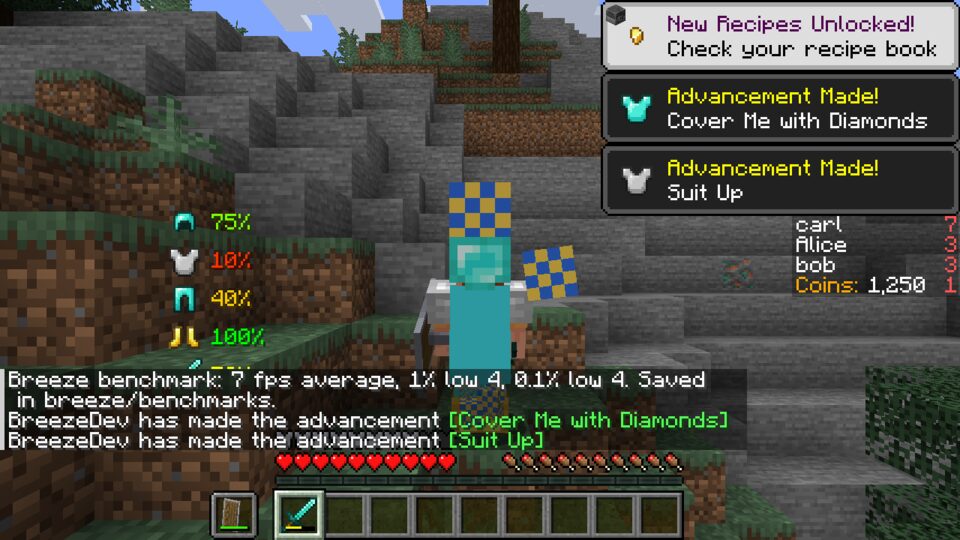 New Recipes Unlocked!
Check your recipe book
Advancement Made!
Cover Me with Diamonds
Advancement Made!
Suit Up
carl 7
Alice 3
bob 3
Coins: 1,250 1
75%
10%
40%
100%
Breeze benchmark: 7 fps average, 1% low 4, 0.1% low 4. Saved
in breeze/benchmarks.
BreezeDev has made the advancement [Cover Me with Diamonds]
BreezeDev has made the advancement [Suit Up]